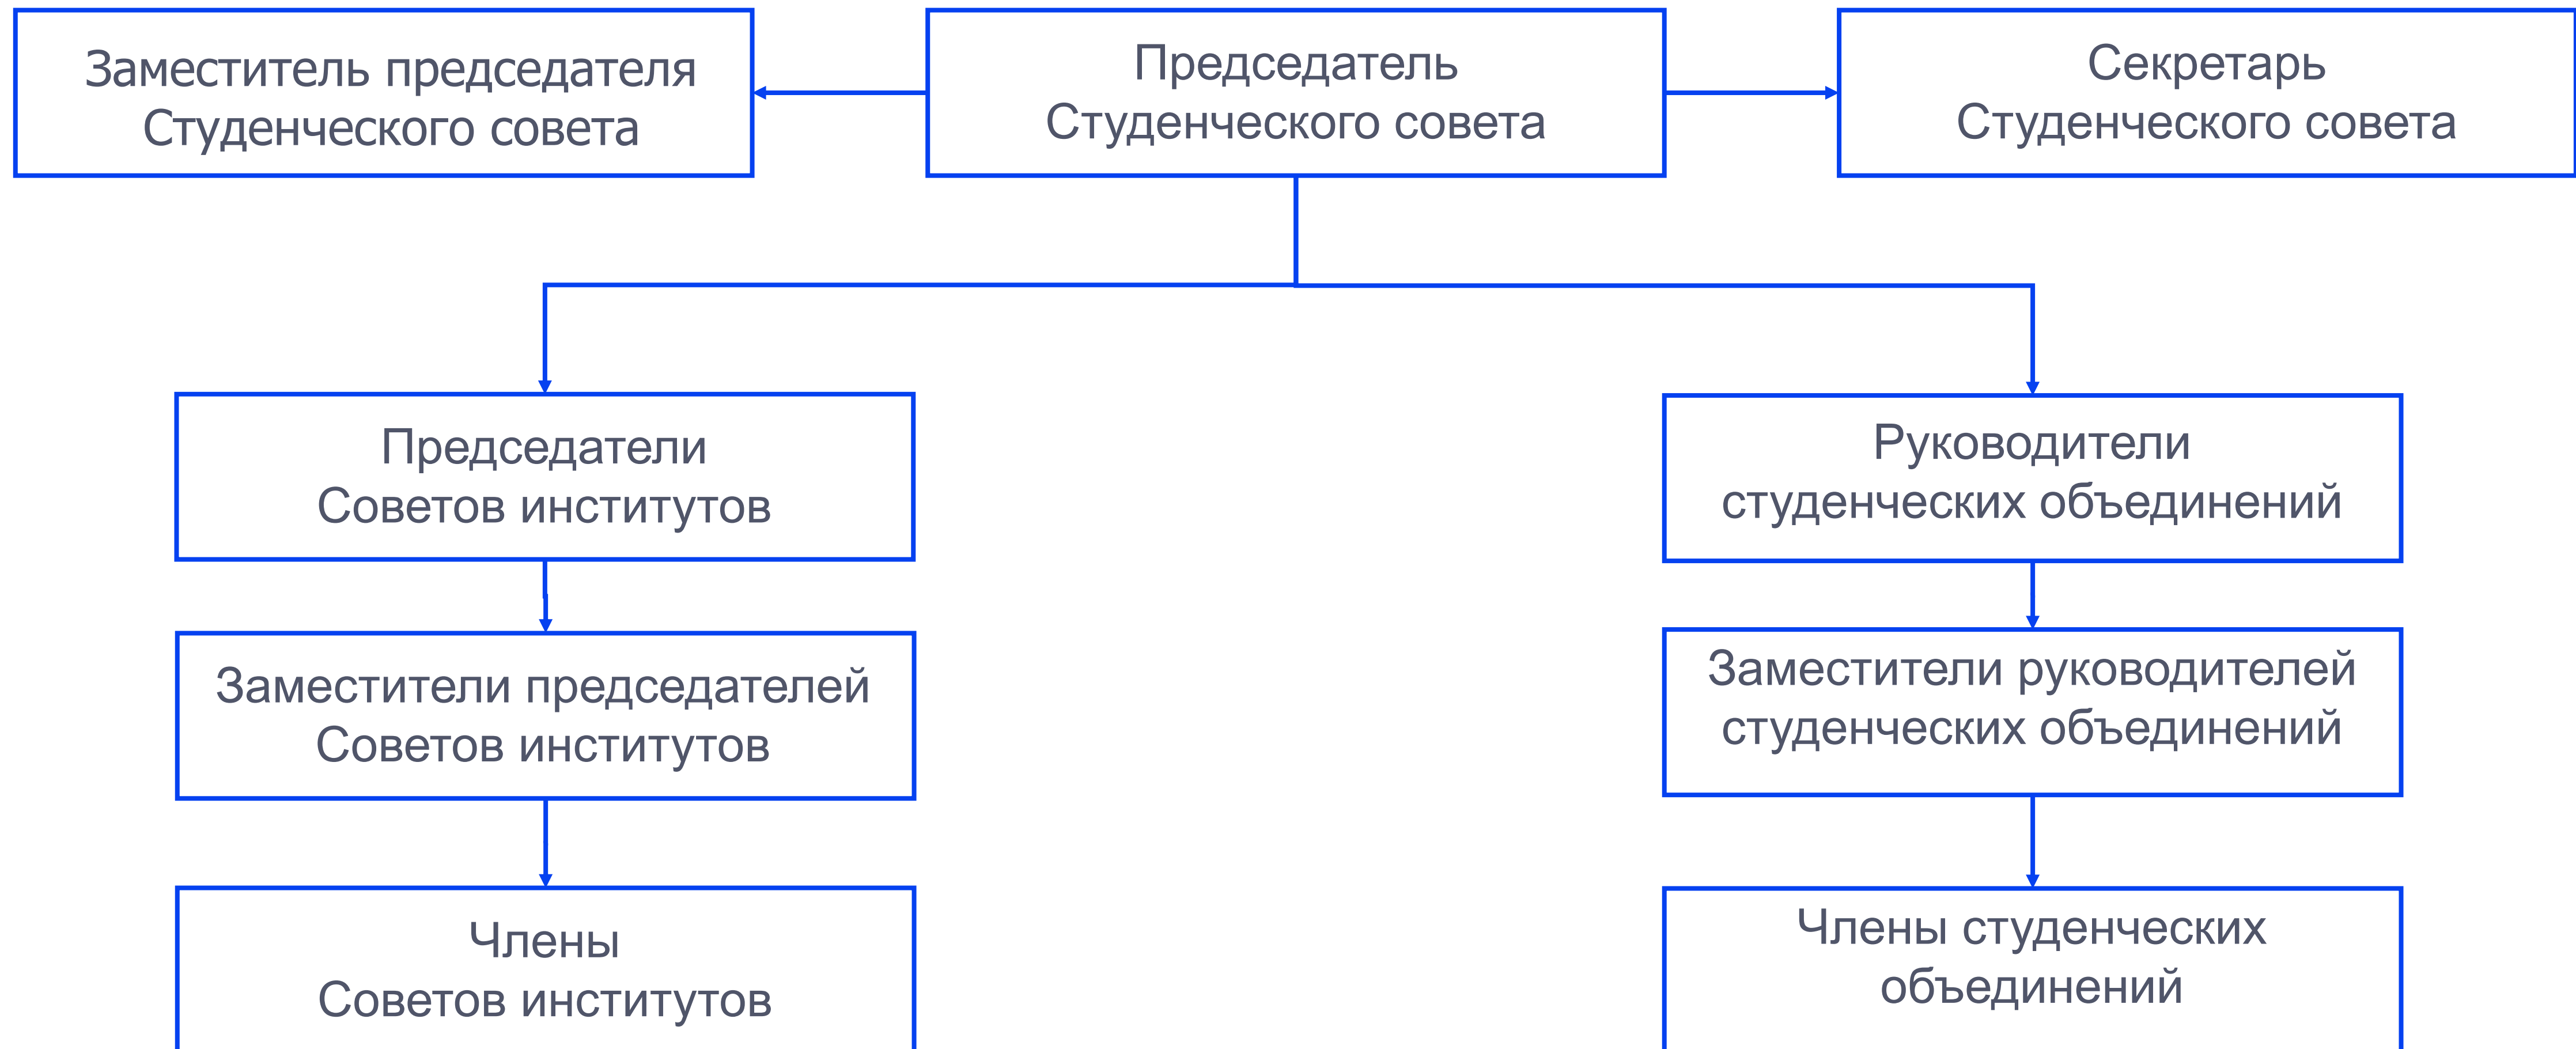 Заместитель председателя
Студенческого совета
Председатель
Студенческого совета
Секретарь
Студенческого совета
Председатели
Советов институтов
Руководители
студенческих объединений
Заместители председателей
Советов институтов
Заместители руководителей
студенческих объединений
Члены
Советов институтов
Члены студенческих
объединений